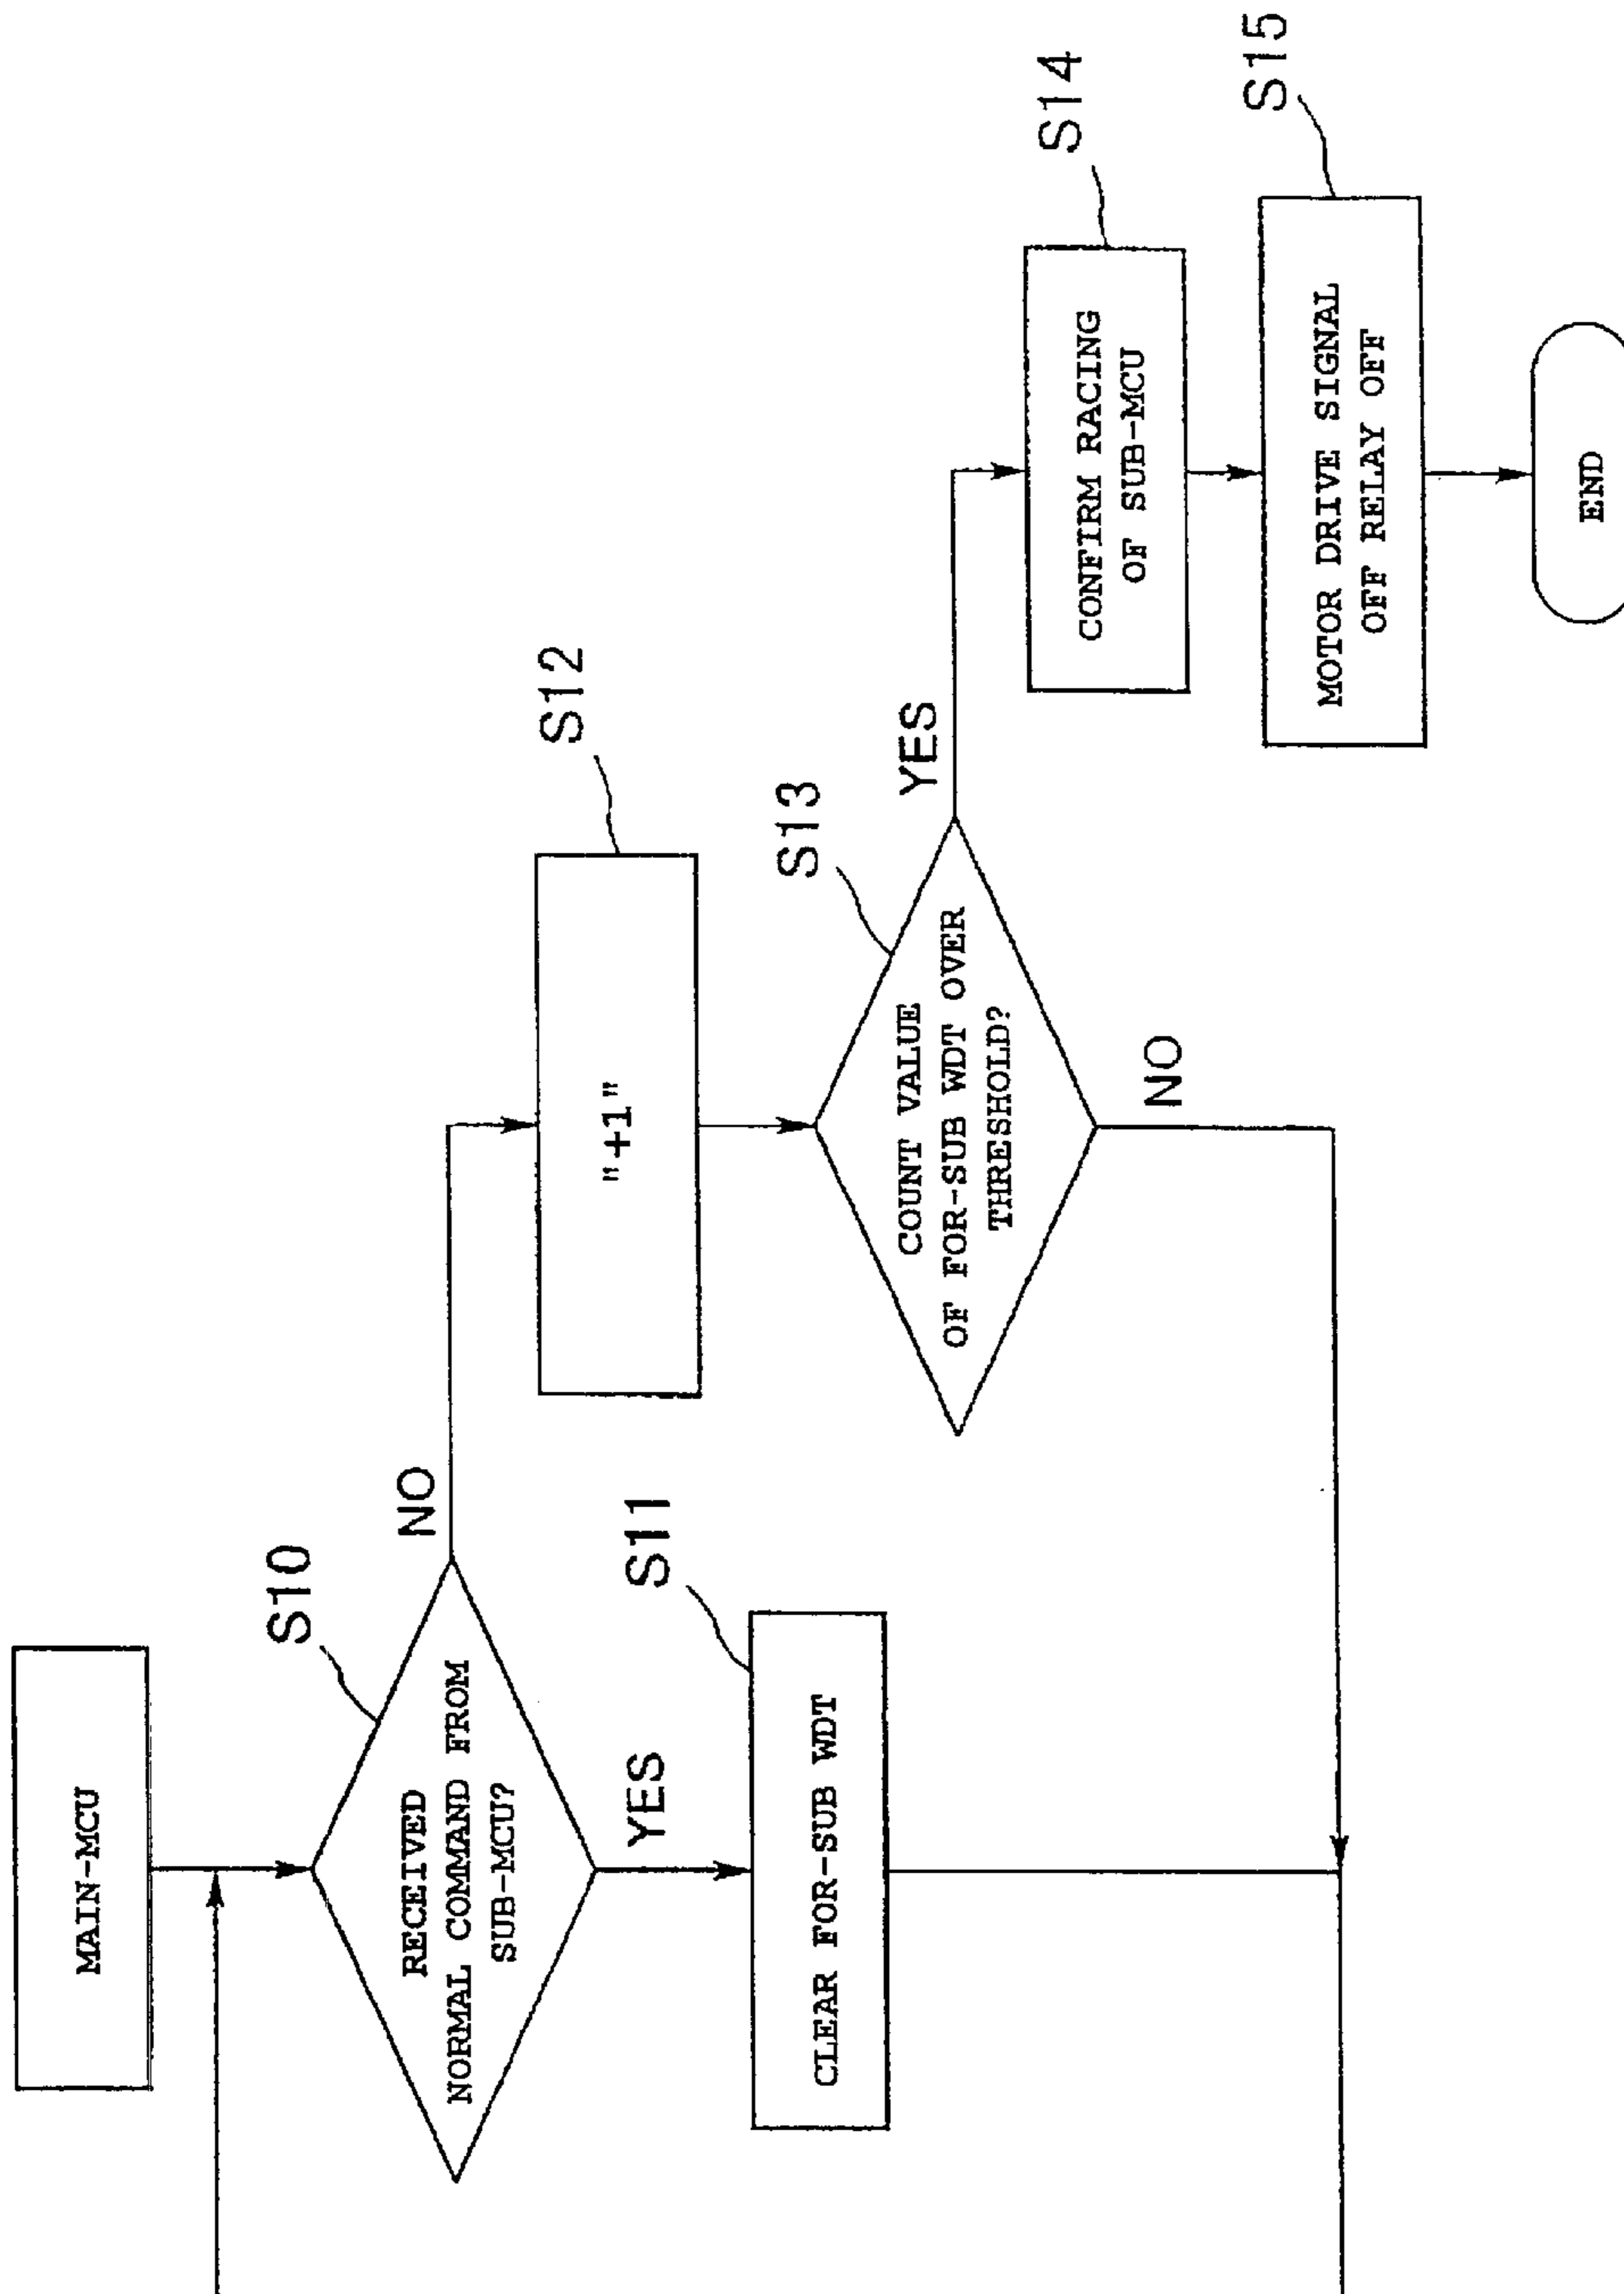 MAIN-MCU
S10
RECEIVED
NORMAL COMMAND FROM
SUB-MCU?
NO
YES
S11
CLEAR FOR-SUB WDT
S12
"+1"
S13
COUNT VALUE
OF FOR-SUB WDT OVER
THRESHOLD?
YES
NO
S14
CONFIRM RACING
OF SUB-MCU
S15
MOTOR DRIVE SIGNAL
OFF RELAY OFF
END